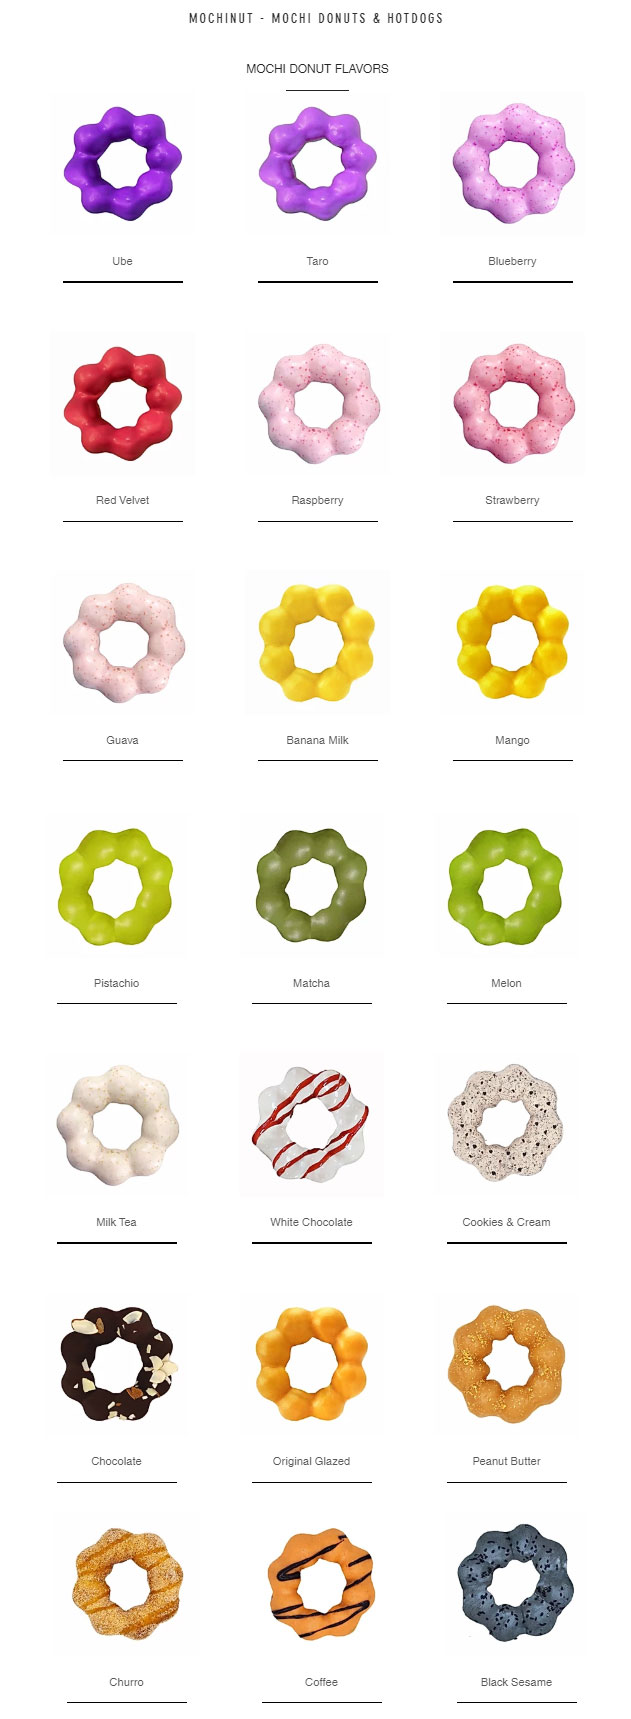 MOCHINUT - MOCHI DONUTS & HOTDOGS
MOCHI DONUT FLAVORS
Ube
Taro
Blueberry
Red Velvet
Raspberry
Strawberry
Guava
Banana Milk
Mango
Pistachio
Matcha
Melon
Milk Tea
White Chocolate
Cookies & Cream
Chocolate
Original Glazed
Peanut Butter
Churro
Coffee
Black Sesame